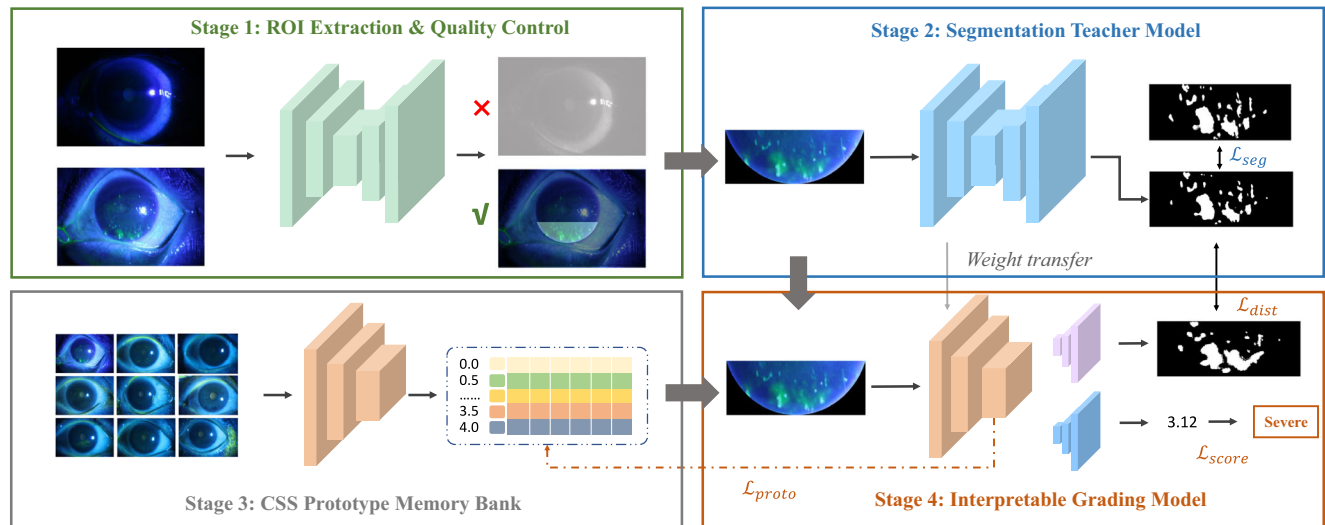 Stage 1: ROI Extraction & Quality Control
×
√
Stage 2: Segmentation Teacher Model
ℒseg
Weight transfer
ℒdist
0.0
0.5
......
3.5
4.0
Stage 3: CSS Prototype Memory Bank
ℒproto
3.12
Severe
ℒscore
Stage 4: Interpretable Grading Model